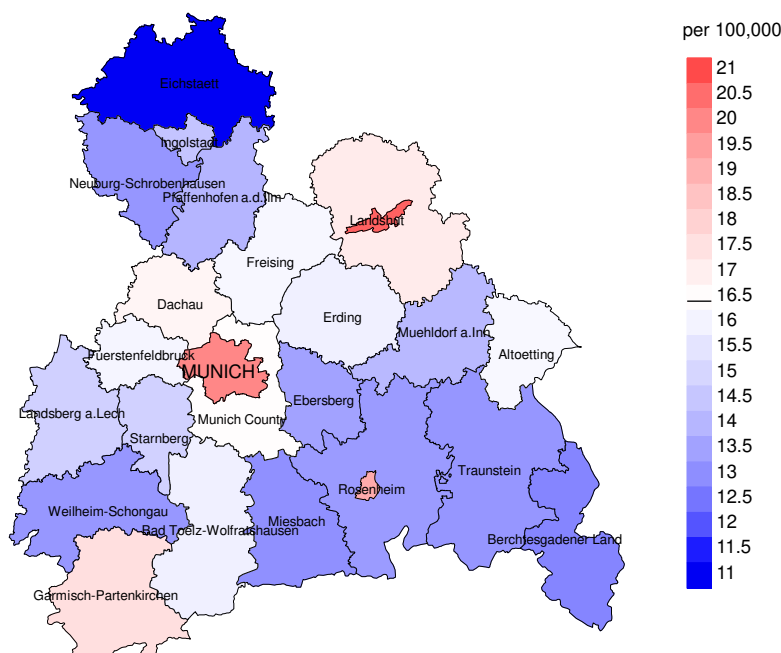 per 100,000
21
20.5
20
19.5
19
18.5
18
17.5
17
16.5
16
15.5
15
14.5
14
13.5
13
12.5
12
11.5
11
Eichstaett
Ingolstadt
Neuburg-Schrobenhausen
Pfaffenhofen a.d.Ilm
Landshut
Freising
Dachau
Erding
Muehldorf a.Inn
Altoetting
Fuerstenfeldbruck
MUNICH
Ebersberg
Landsberg a.Lech
Munich County
Starnberg
Traunstein
Rosenheim
Weilheim-Schongau
Miesbach
Bad Toelz-Wolfratshausen
Berchtesgadener Land
Garmisch-Partenkirchen